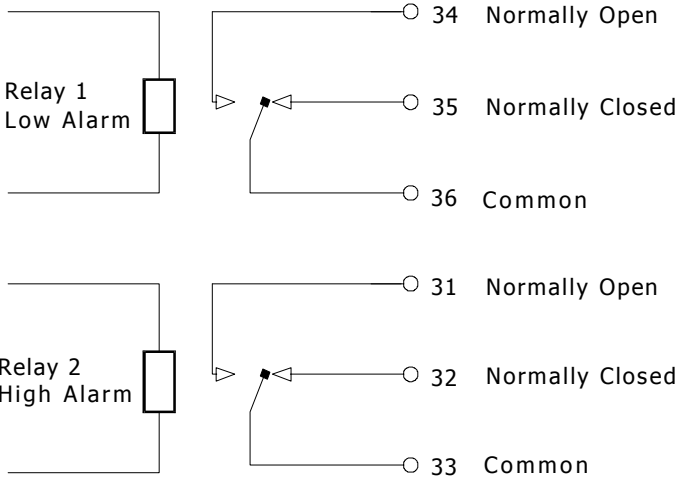 34 Normally Open
Relay 1
Low Alarm
35 Normally Closed
36 Common
31 Normally Open
Relay 2
High Alarm
32 Normally Closed
33 Common